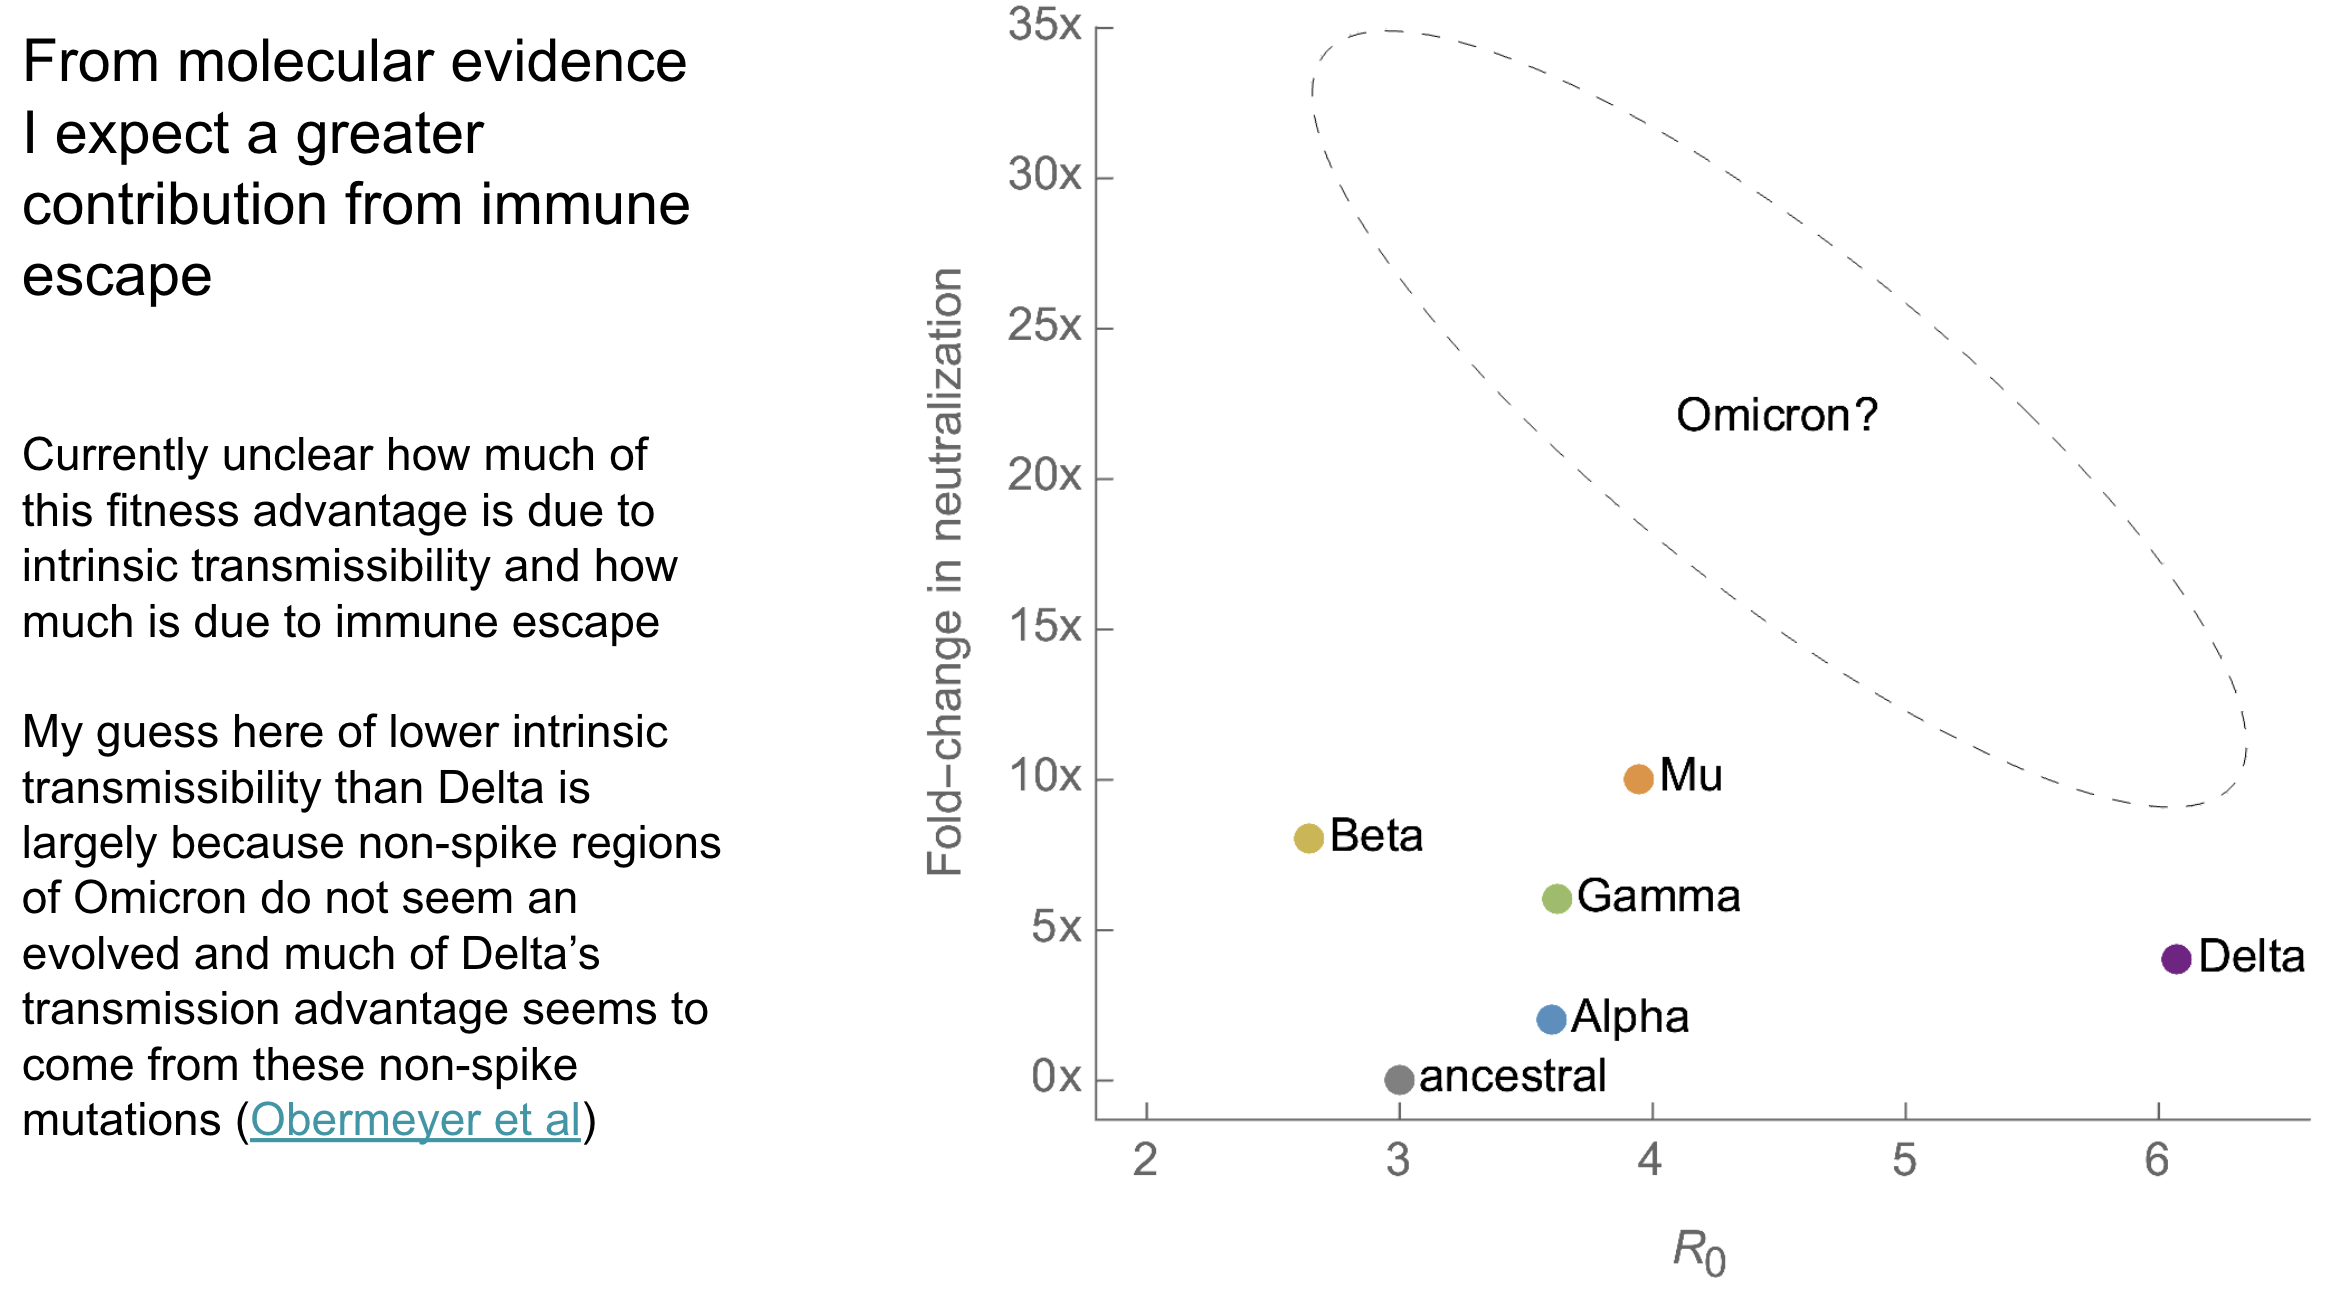 From molecular evidence
I expect a greater
contribution from immune
escape
Currently unclear how much of
this fitness advantage is due to
intrinsic transmissibility and how
much is due to immune escape
My guess here of lower intrinsic
transmissibility than Delta is
largely because non-spike regions
of Omicron do not seem an
evolved and much of Delta’s
transmission advantage seems to
come from these non-spike
mutations (Obermeyer et al)
Fold−change in neutralization
35x
30x
25x
20x
15x
10x
5x
0x
Omicron?
Mu
Beta
Gamma
Delta
Alpha
ancestral
2 3 4 5 6
R0